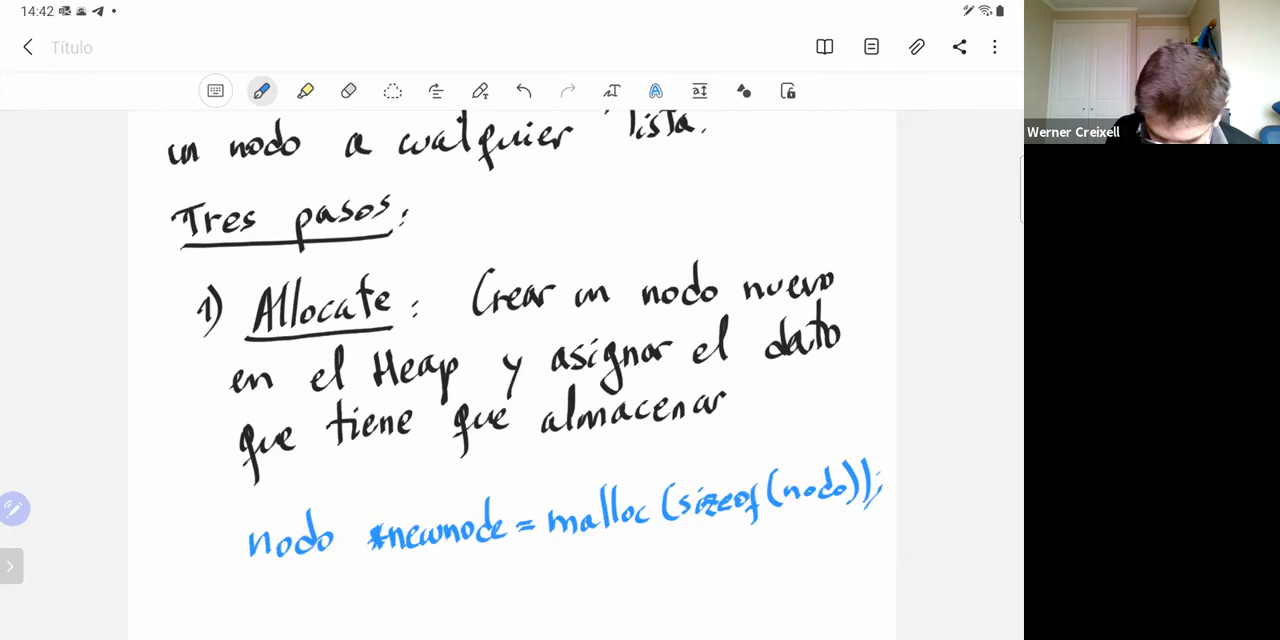 14:42
Título
un nodo a cualquier lista.
Tres pasos:
1) Allocate: Crear un nodo nuevo
en el Heap y asignar el dato
que tiene que almacenar
nodo *newnode = malloc(sizeof(nodo));
Werner Creixell